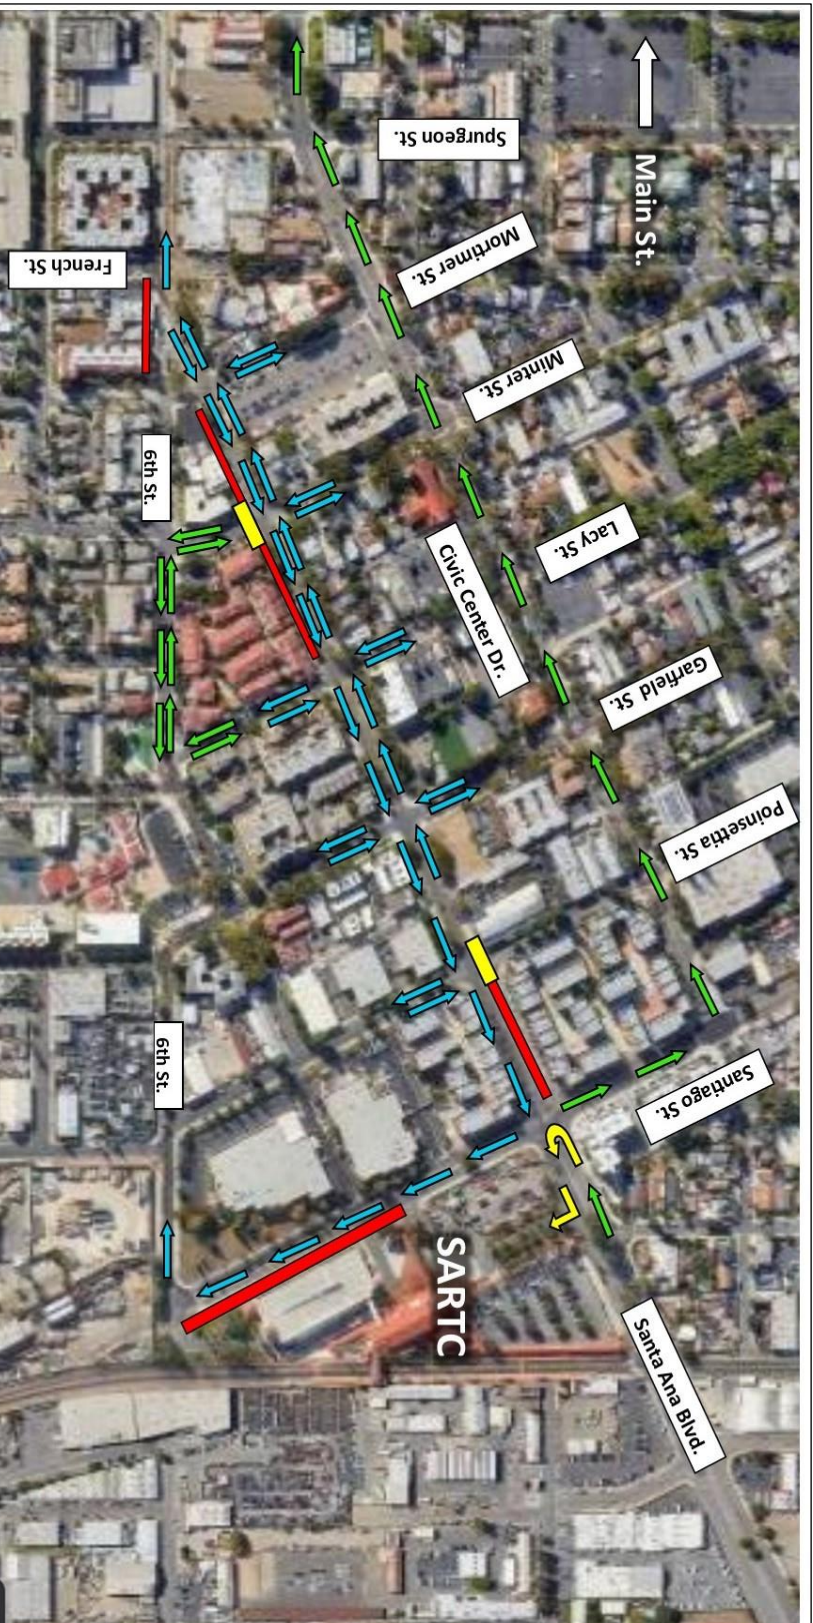 Main St.
Spurgeon St.
Mortimer St.
French St.
Minter St.
6th St.
Lacy St.
Civic Center Dr.
Garfield St.
Poinsettia St.
6th St.
Santiago St.
SARTC
Santa Ana Blvd.